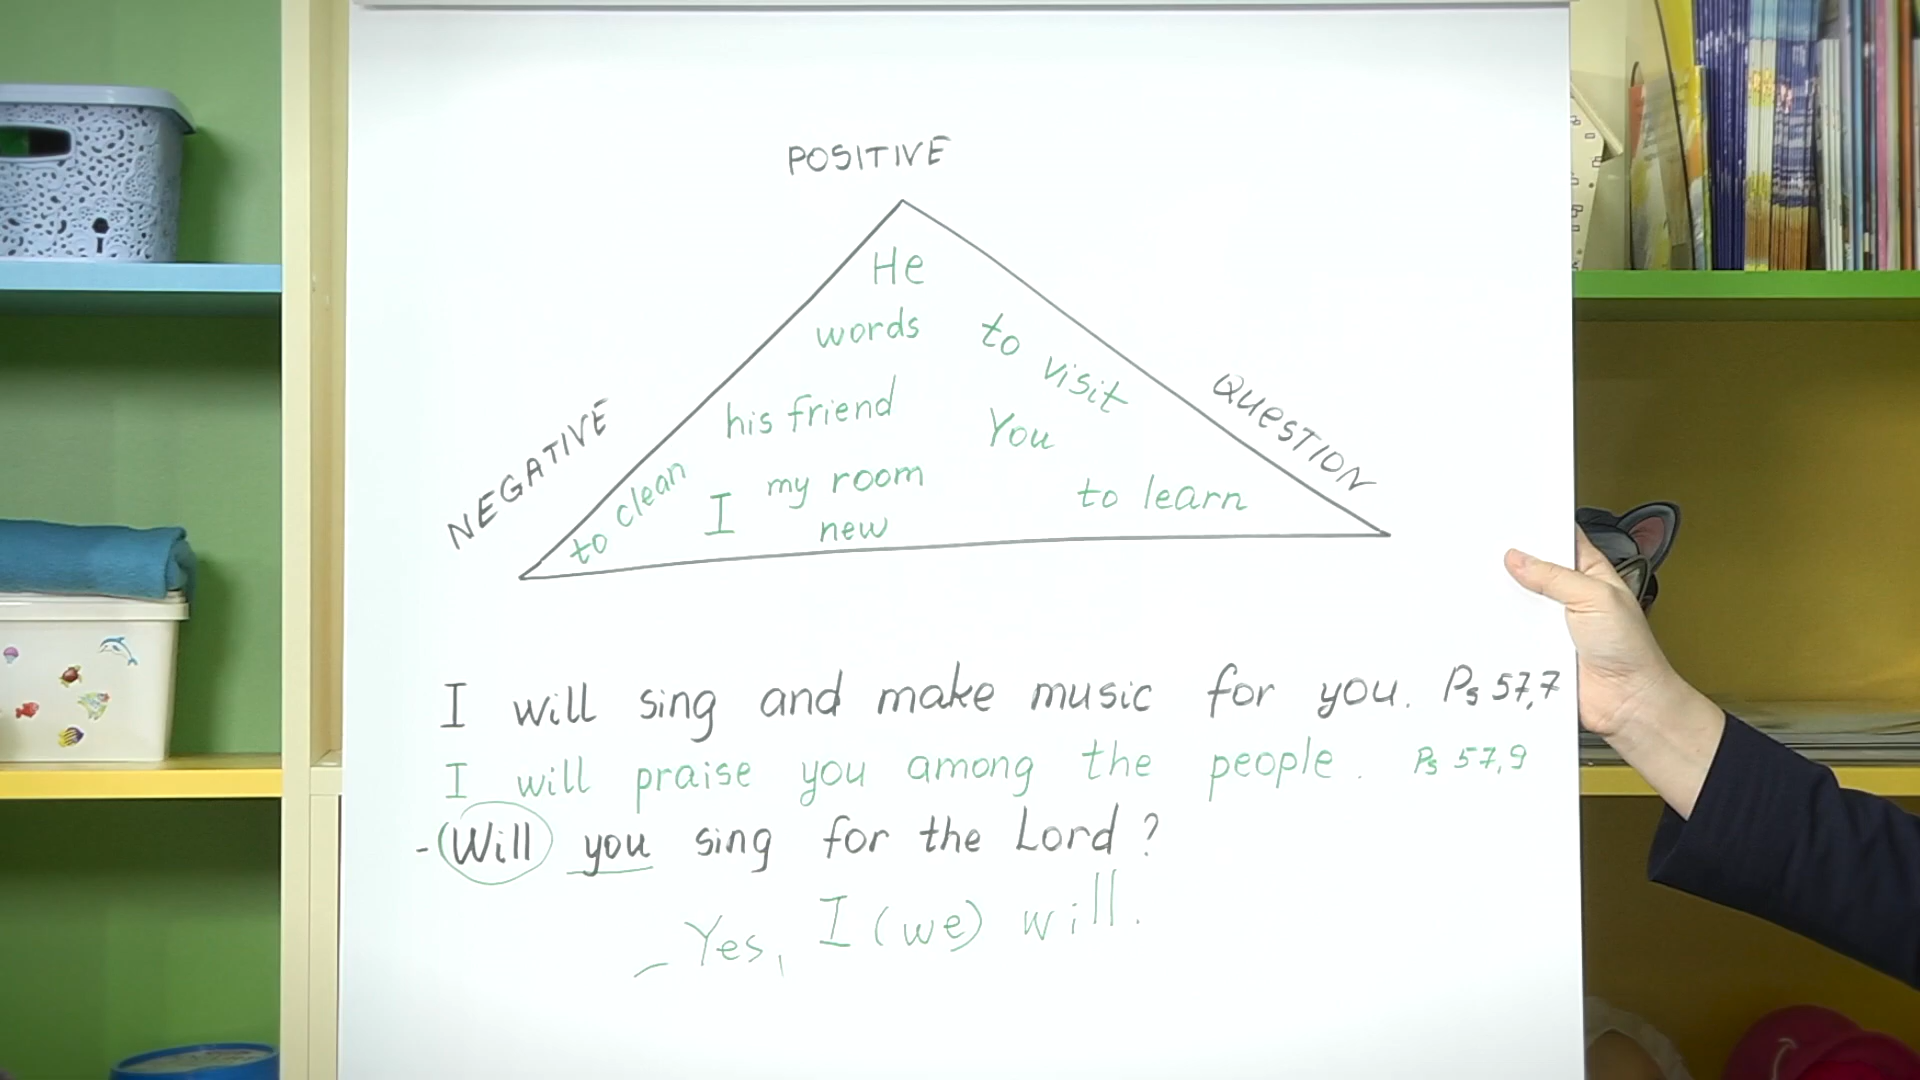 POSITIVE
He
words
to visit
his friend
You
NEGATIVE
QUESTION
to clean
I
my room
to learn
new
I will sing and make music for you. Ps 57,7
I will praise you among the people. Ps 57,9
- Will you sing for the Lord?
– Yes, I (we) will.